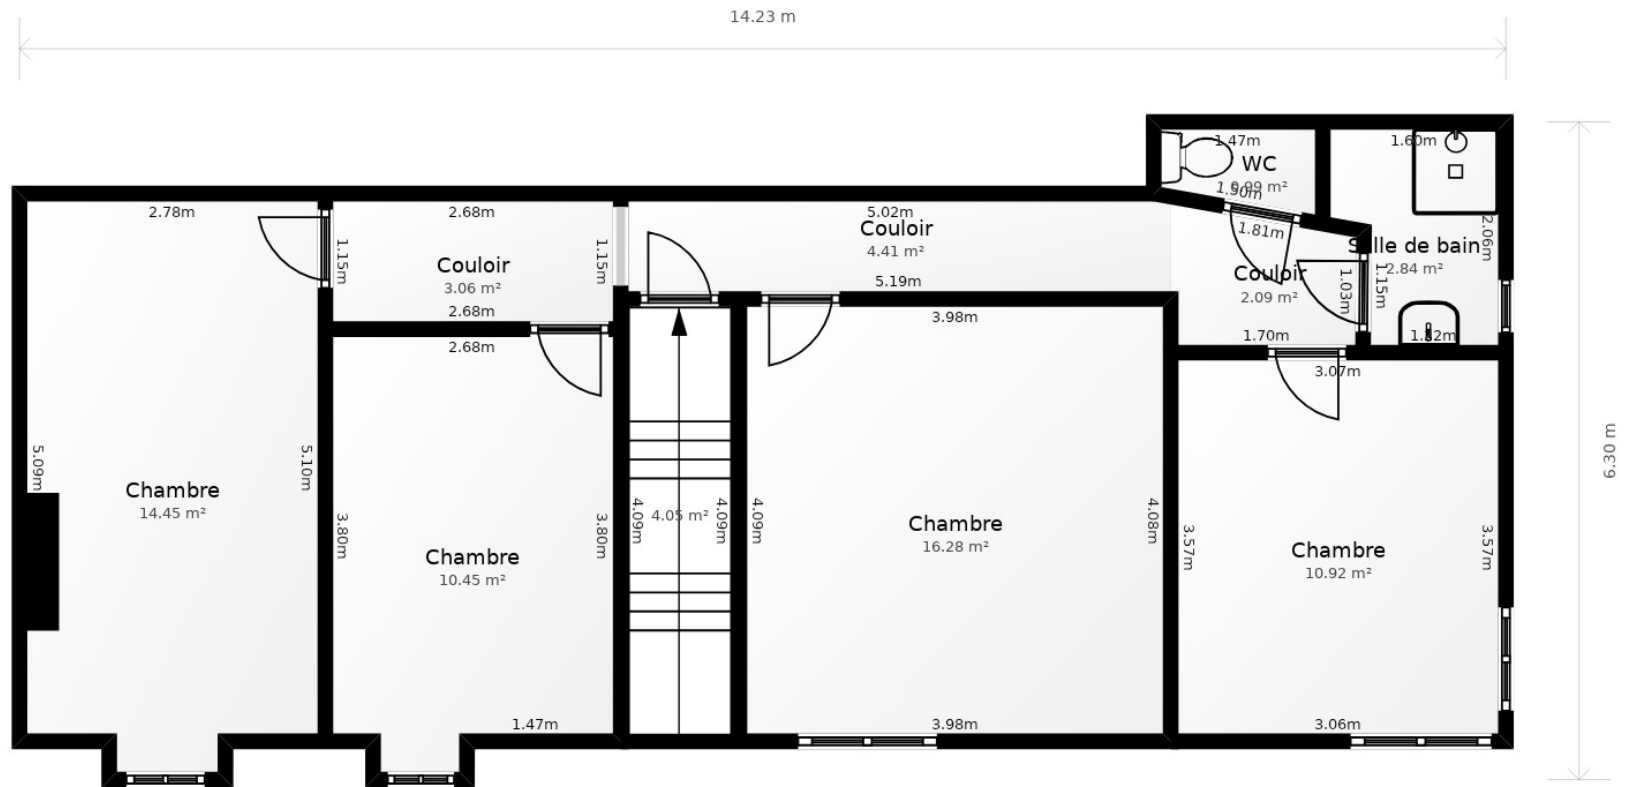 14.23 m
1.47m
1.60m
WC
0.99 m²
1.50m
2.78m
2.68m
5.02m
Couloir
4.41 m²
1.81m
2.06m
1.15m
1.15m
Salle de bain
2.84 m²
Couloir
3.06 m²
Couloir
2.09 m²
1.03m
1.15m
5.19m
2.68m
3.98m
1.70m
2.68m
3.07m
6.30 m
5.09m
5.10m
Chambre
14.45 m²
3.80m
3.80m
4.09m
4.05 m²
4.09m
4.09m
4.08m
Chambre
16.28 m²
3.57m
3.57m
Chambre
10.45 m²
Chambre
10.92 m²
1.47m
3.98m
3.06m